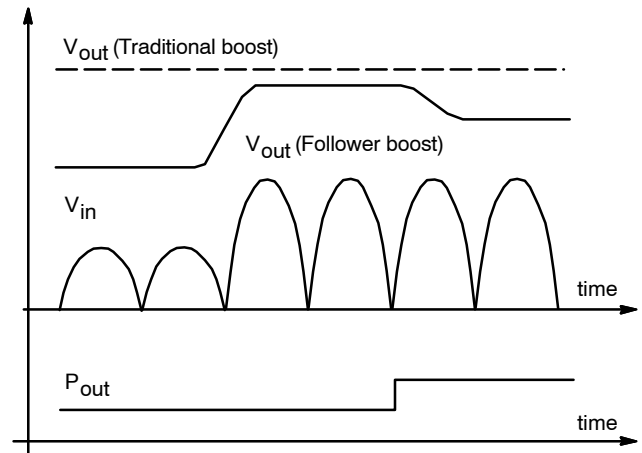 Vout (Traditional boost)
Vout (Follower boost)
Vin
time
Pout
time